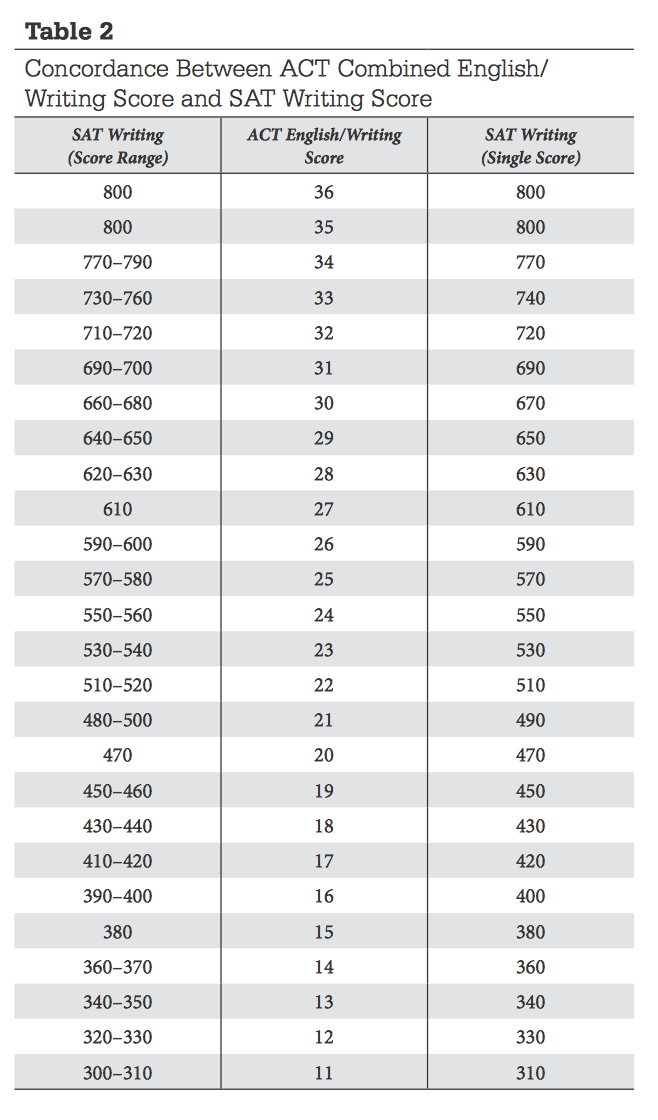 Table 2
Concordance Between ACT Combined English/
Writing Score and SAT Writing Score
SAT Writing (Score Range) ACT English/Writing Score SAT Writing (Single Score)
800 36 800
800 35 800
770–790 34 770
730–760 33 740
710–720 32 720
690–700 31 690
660–680 30 670
640–650 29 650
620–630 28 630
610 27 610
590–600 26 590
570–580 25 570
550–560 24 550
530–540 23 530
510–520 22 510
480–500 21 490
470 20 470
450–460 19 450
430–440 18 430
410–420 17 420
390–400 16 400
380 15 380
360–370 14 360
340–350 13 340
320–330 12 330
300–310 11 310